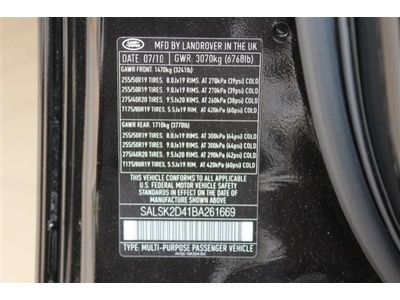 LAND ROVER
MFD BY LANDROVER IN THE UK
DATE: 07/10 GWR: 3070kg (6768lb)
GAWR FRONT: 1470kg (3241lb)
255/50R19 TIRES, 8.0Jx19 RIMS, AT 270kPa (39psi) COLD
255/50R19 TIRES, 9.0Jx19 RIMS, AT 270kPa (39psi) COLD
275/40R20 TIRES, 9.5Jx20 RIMS, AT 260kPa (38psi) COLD
T175/80R19 TIRES, 5.5Jx19 RIM, AT 420kPa (60psi) COLD
GAWR REAR: 1710kg (3770lb)
255/50R19 TIRES, 8.0Jx19 RIMS, AT 300kPa (44psi) COLD
255/50R19 TIRES, 9.0Jx19 RIMS, AT 300kPa (44psi) COLD
275/40R20 TIRES, 9.5Jx20 RIMS, AT 290kPa (42psi) COLD
T175/80R19 TIRES, 5.5Jx19 RIM, AT 420kPa (60psi) COLD
THIS VEHICLE CONFORMS TO ALL APPLICABLE
U.S. FEDERAL MOTOR VEHICLE SAFETY
STANDARDS IN EFFECT ON THE DATE OF
MANUFACTURE SHOWN ABOVE
SALSK2D41BA261669
TYPE: MULTI-PURPOSE PASSENGER VEHICLE